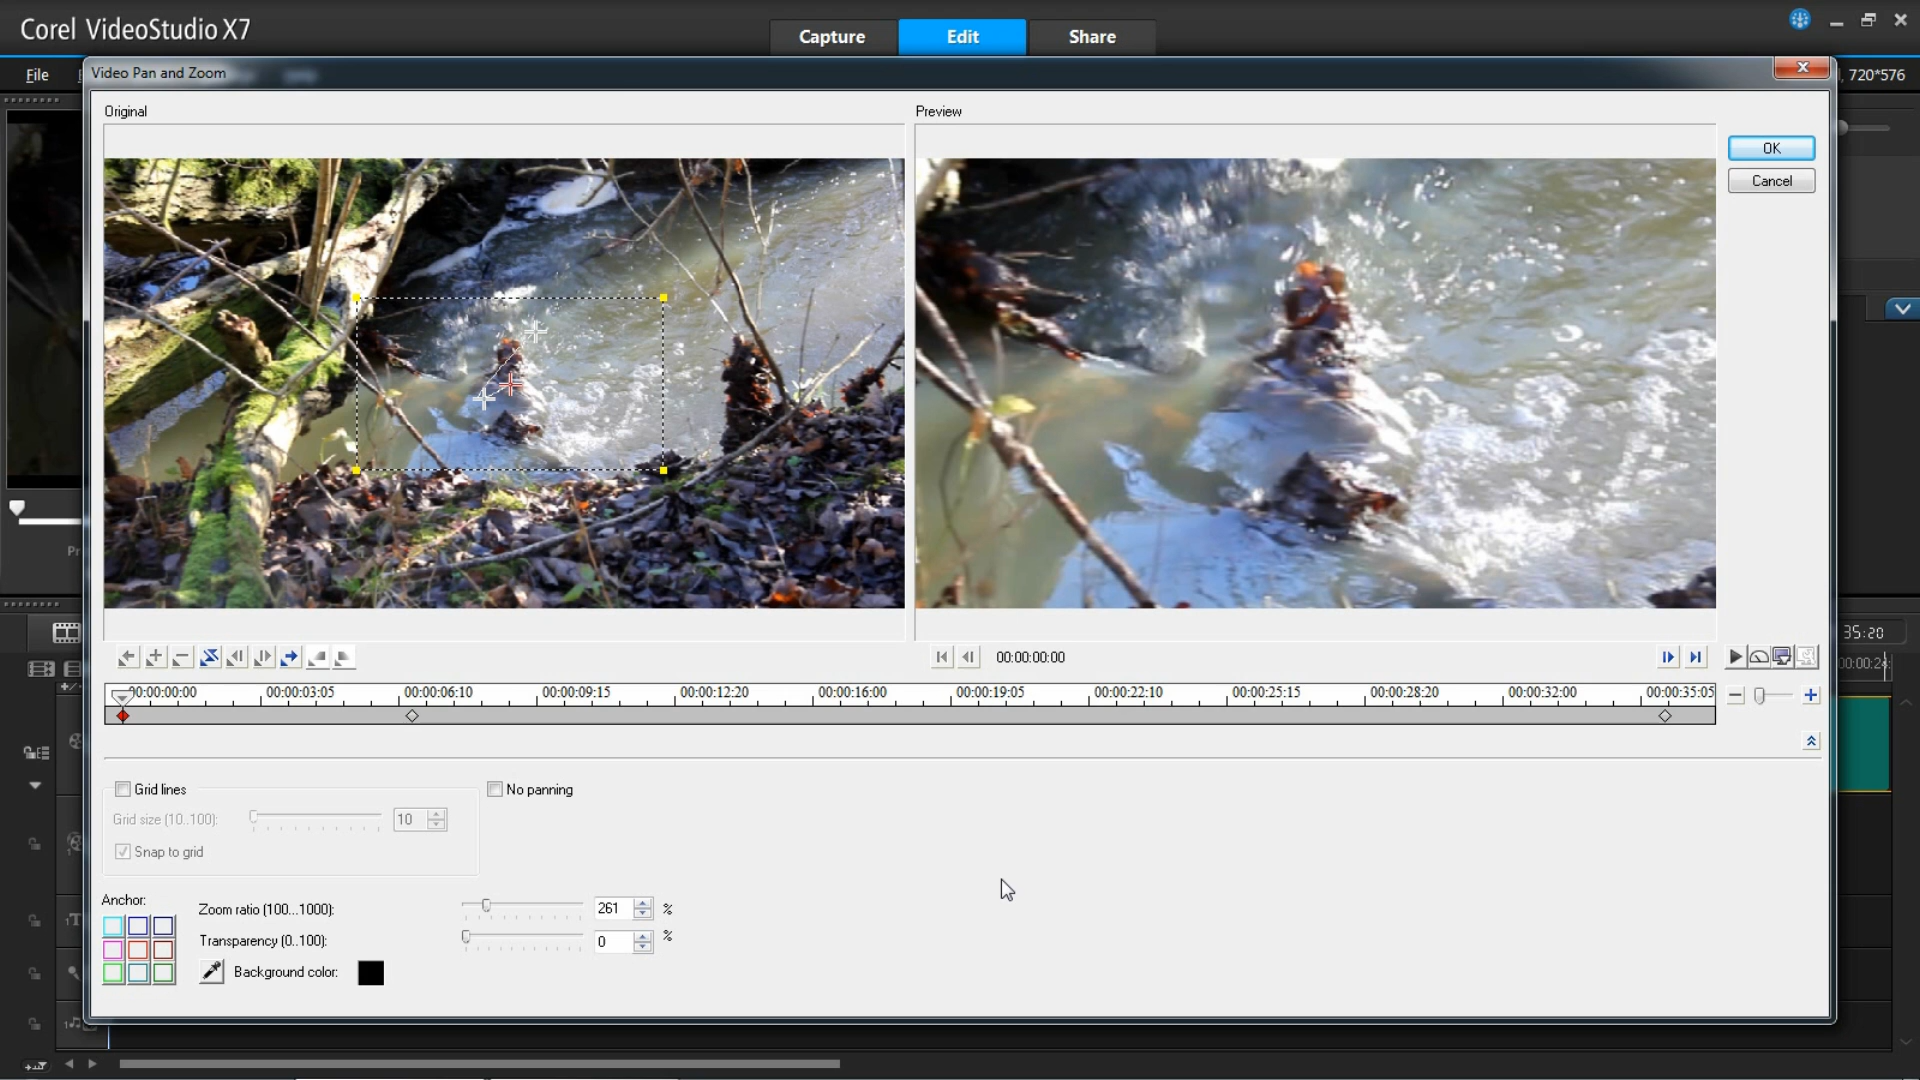 Corel VideoStudio X7
Capture
Edit
Share
File
Video Pan and Zoom
, 720*576
Original
Preview
OK
Cancel
Pr
35:20
00:00:00:00
00:00:24
00:00:00:00 00:00:03:05 00:00:06:10 00:00:09:15 00:00:12:20 00:00:16:00 00:00:19:05 00:00:22:10 00:00:25:15 00:00:28:20 00:00:32:00 00:00:35:05
Grid lines
No panning
Grid size (10..100):
10
Snap to grid
Anchor:
Zoom ratio (100...1000):
261 %
Transparency (0..100):
0 %
Background color: